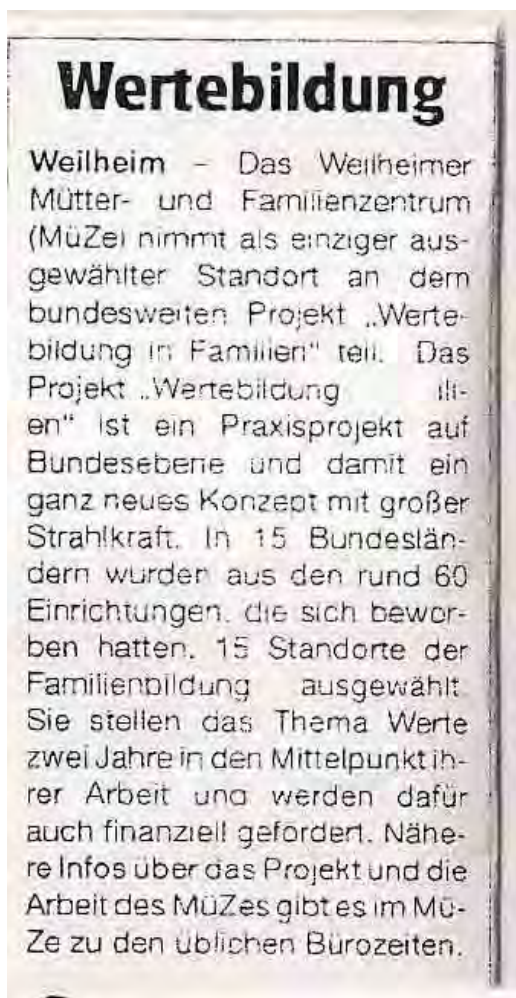 Wertebildung
Weilheim – Das Weilheimer
Mütter- und Familienzentrum
(MüZe) nimmt als einziger aus-
gewählter Standort an dem
bundesweiten Projekt „Werte-
bildung in Familien“ teil. Das
Projekt „Wertebildung ili-
en“ ist ein Praxisprojekt auf
Bundesebene und damit ein
ganz neues Konzept mit großer
Strahlkraft. In 15 Bundeslän-
dern wurden aus den rund 60
Einrichtungen, die sich bewor-
ben hatten, 15 Standorte der
Familienbildung ausgewählt.
Sie stellen das Thema Werte
zwei Jahre in den Mittelpunkt ih-
rer Arbeit und werden dafür
auch finanziell gefördert. Nähe-
re Infos über das Projekt und die
Arbeit des MüZes gibt es im Mü-
Ze zu den üblichen Bürozeiten.